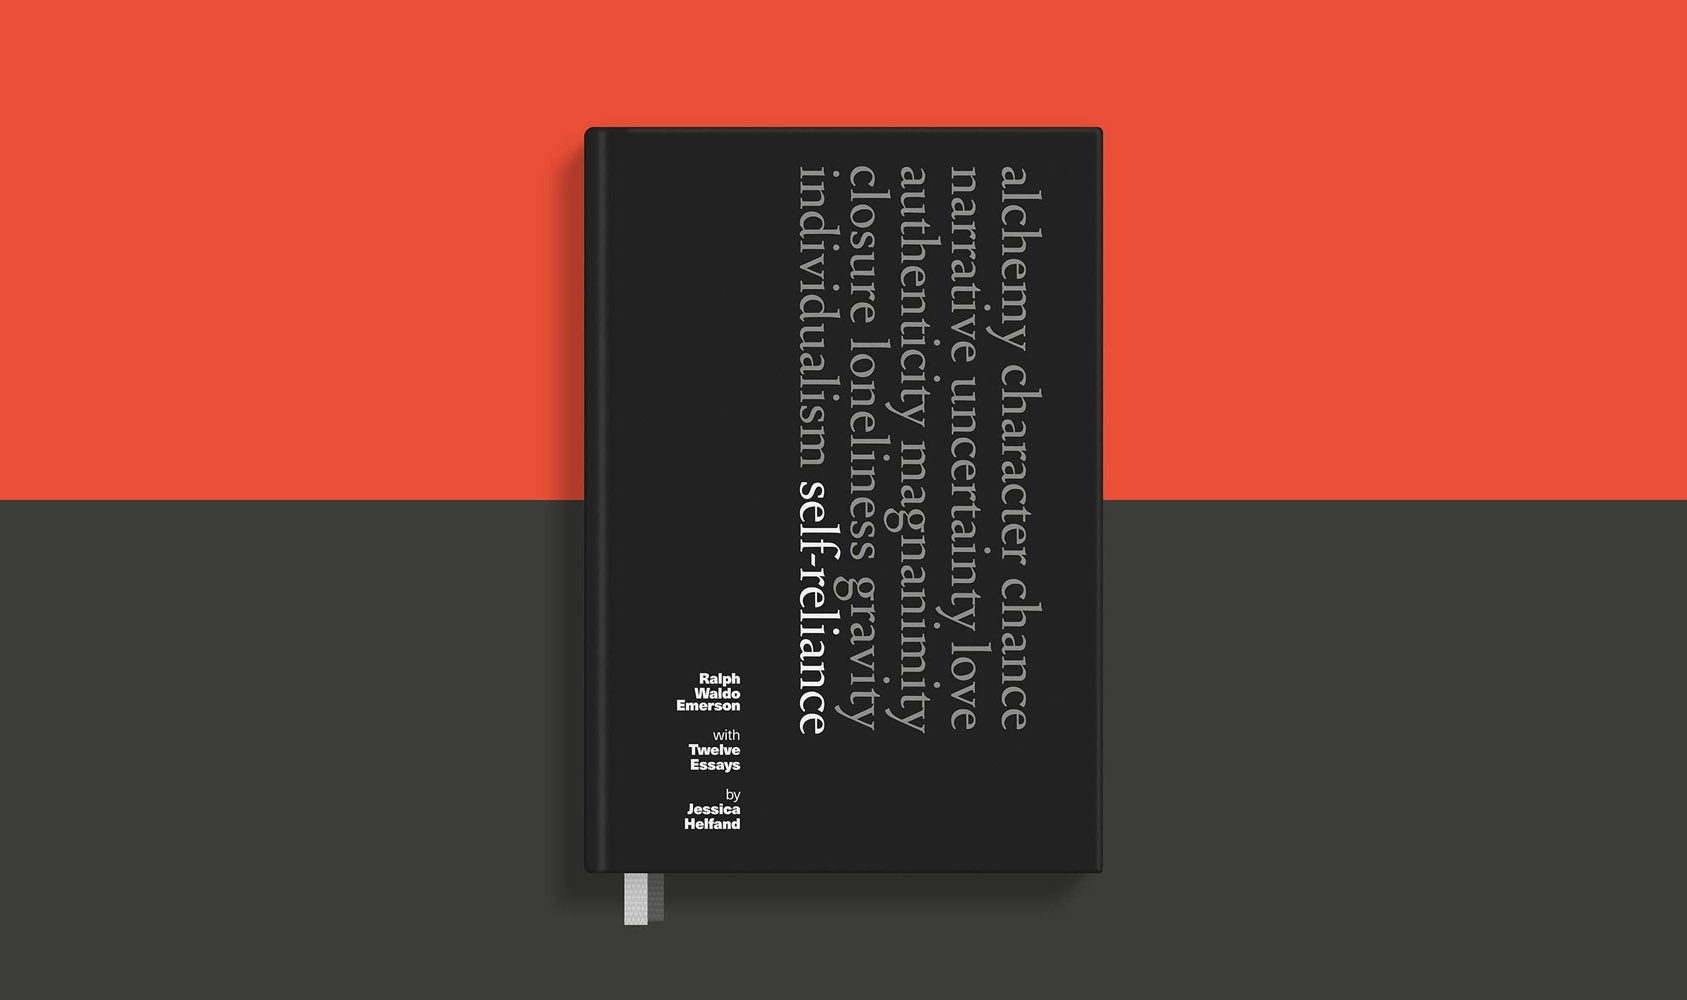 alchemy character chance
narrative uncertainty love
authenticity magnanimity
closure loneliness gravity
individualism self-reliance
Ralph
Waldo
Emerson
with
Twelve
Essays
by
Jessica
Helfand